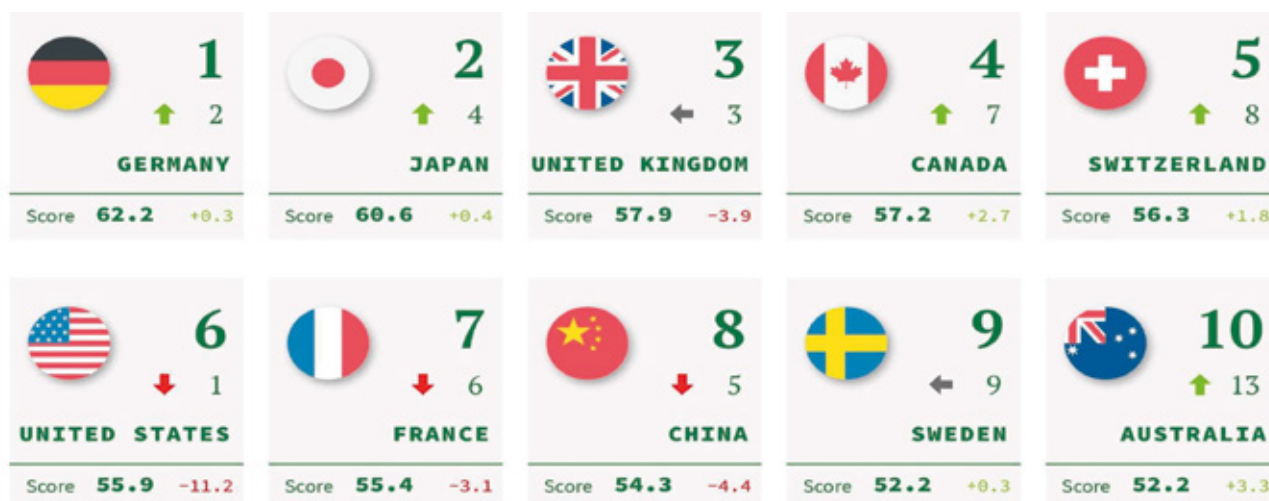 1
2
GERMANY
Score 62.2 +0.3
2
4
JAPAN
Score 60.6 +0.4
3
3
UNITED KINGDOM
Score 57.9 -3.9
4
7
CANADA
Score 57.2 +2.7
5
8
SWITZERLAND
Score 56.3 +1.8
6
1
UNITED STATES
Score 55.9 -11.2
7
6
FRANCE
Score 55.4 -3.1
8
5
CHINA
Score 54.3 -4.4
9
9
SWEDEN
Score 52.2 +0.3
10
13
AUSTRALIA
Score 52.2 +3.3